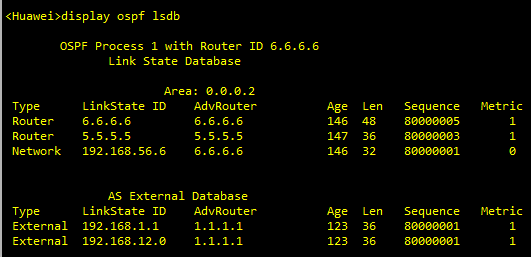 <Huawei>display ospf lsdb
OSPF Process 1 with Router ID 6.6.6.6
Link State Database
Area: 0.0.0.2
Type LinkState ID AdvRouter Age Len Sequence Metric
Router 6.6.6.6 6.6.6.6 146 48 80000005 1
Router 5.5.5.5 5.5.5.5 147 36 80000003 1
Network 192.168.56.6 6.6.6.6 146 32 80000001 0
AS External Database
Type LinkState ID AdvRouter Age Len Sequence Metric
External 192.168.1.1 1.1.1.1 123 36 80000001 1
External 192.168.12.0 1.1.1.1 123 36 80000001 1